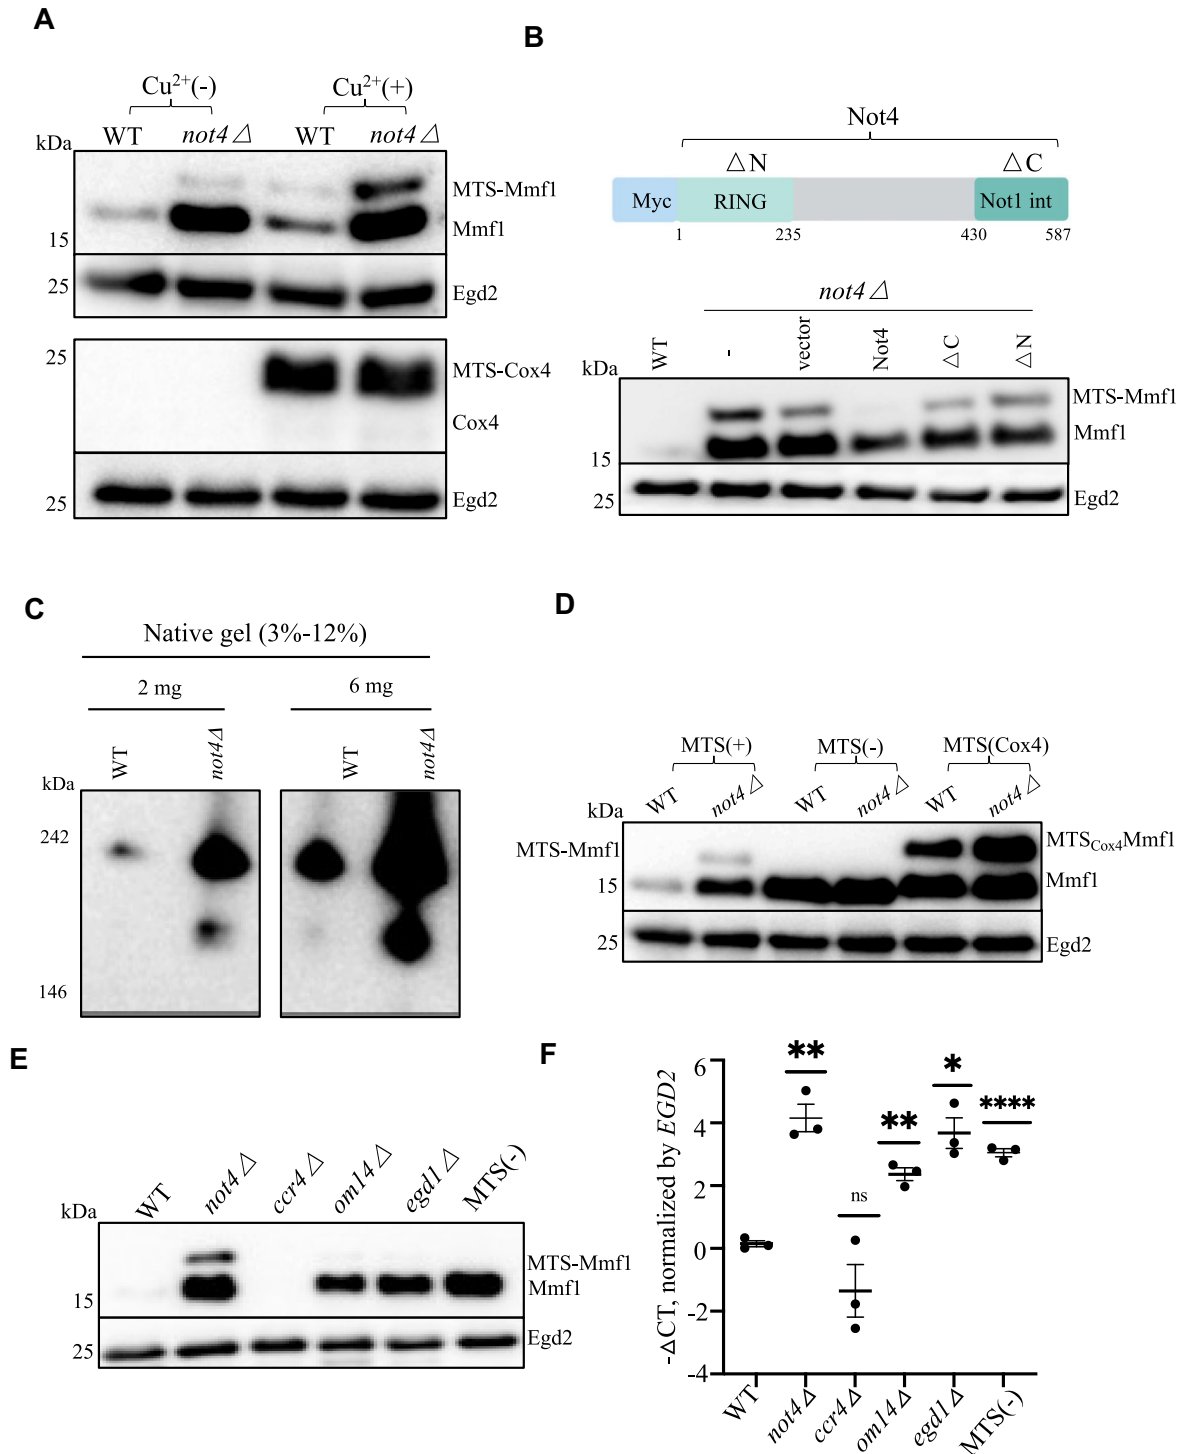 A
Cu²⁺(-) Cu²⁺(+)
WT not4△ WT not4△
kDa
MTS-Mmf1
Mmf1
15
25
Egd2
25
MTS-Cox4
Cox4
25
Egd2
B
Not4
△N △C
Myc RING Not1 int
1 235 430 587
not4△
WT - vector Not4 △C △N
kDa
MTS-Mmf1
Mmf1
15
25
Egd2
C
Native gel (3%-12%)
2 mg 6 mg
WT not4Δ WT not4Δ
kDa
242
146
D
MTS(+) MTS(-) MTS(Cox4)
WT not4△ WT not4△ WT not4△
kDa
MTS-Mmf1 MTS_Cox4Mmf1
15 Mmf1
25 Egd2
E
WT not4△ ccr4△ om14△ egd1△ MTS(-)
kDa
MTS-Mmf1
Mmf1
15
Egd2
25
F
-ΔCT, normalized by EGD2
6
4
2
0
-2
-4
** ns ** * ****
WT not4Δ ccr4Δ om14Δ egd1Δ MTS(-)